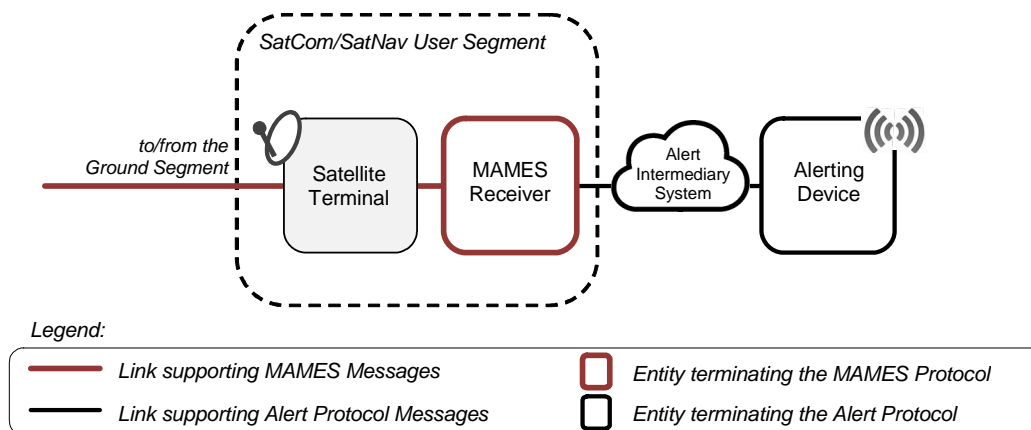 SatCom/SatNav User Segment
to/from the
Ground Segment
Satellite
Terminal
MAMES
Receiver
Alert
Intermediary
System
Alerting
Device
Legend:
Link supporting MAMES Messages
Entity terminating the MAMES Protocol
Link supporting Alert Protocol Messages
Entity terminating the Alert Protocol